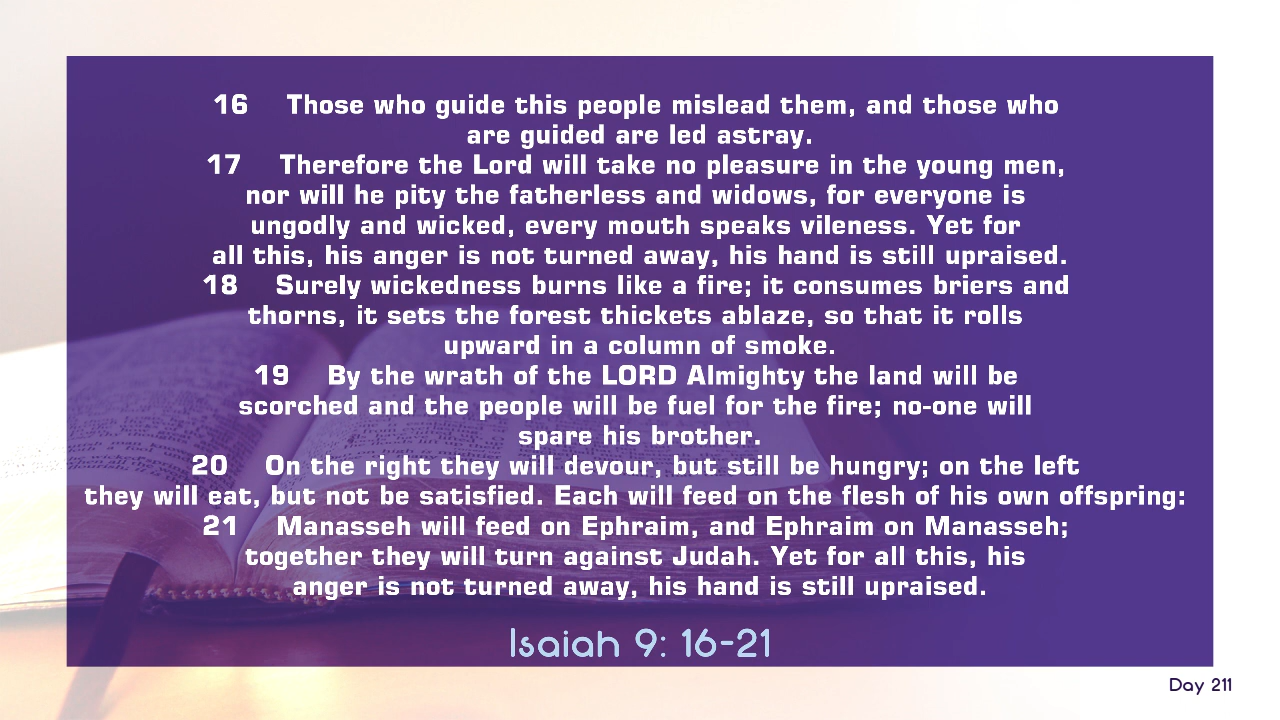 16 Those who guide this people mislead them, and those who
are guided are led astray.
17 Therefore the Lord will take no pleasure in the young men,
nor will he pity the fatherless and widows, for everyone is
ungodly and wicked, every mouth speaks vileness. Yet for
all this, his anger is not turned away, his hand is still upraised.
18 Surely wickedness burns like a fire; it consumes briers and
thorns, it sets the forest thickets ablaze, so that it rolls
upward in a column of smoke.
19 By the wrath of the LORD Almighty the land will be
scorched and the people will be fuel for the fire; no-one will
spare his brother.
20 On the right they will devour, but still be hungry; on the left
they will eat, but not be satisfied. Each will feed on the flesh of his own offspring:
21 Manasseh will feed on Ephraim, and Ephraim on Manasseh;
together they will turn against Judah. Yet for all this, his
anger is not turned away, his hand is still upraised.
Isaiah 9: 16-21
Day 211